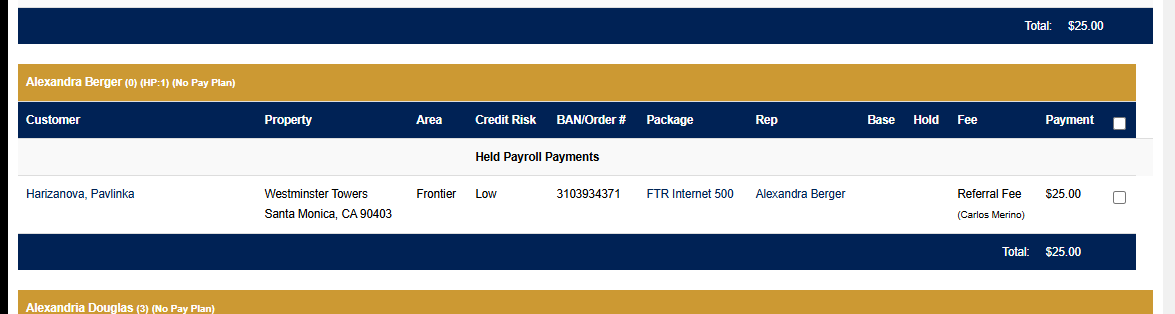 Total: $25.00
Alexandra Berger (0) (HP:1) (No Pay Plan)
Customer Property Area Credit Risk BAN/Order # Package Rep Base Hold Fee Payment
Held Payroll Payments
Harizanova, Pavlinka Westminster Towers Frontier Low 3103934371 FTR Internet 500 Alexandra Berger Referral Fee $25.00
Santa Monica, CA 90403 (Carlos Merino)
Total: $25.00
Alexandria Douglas (3) (No Pay Plan)